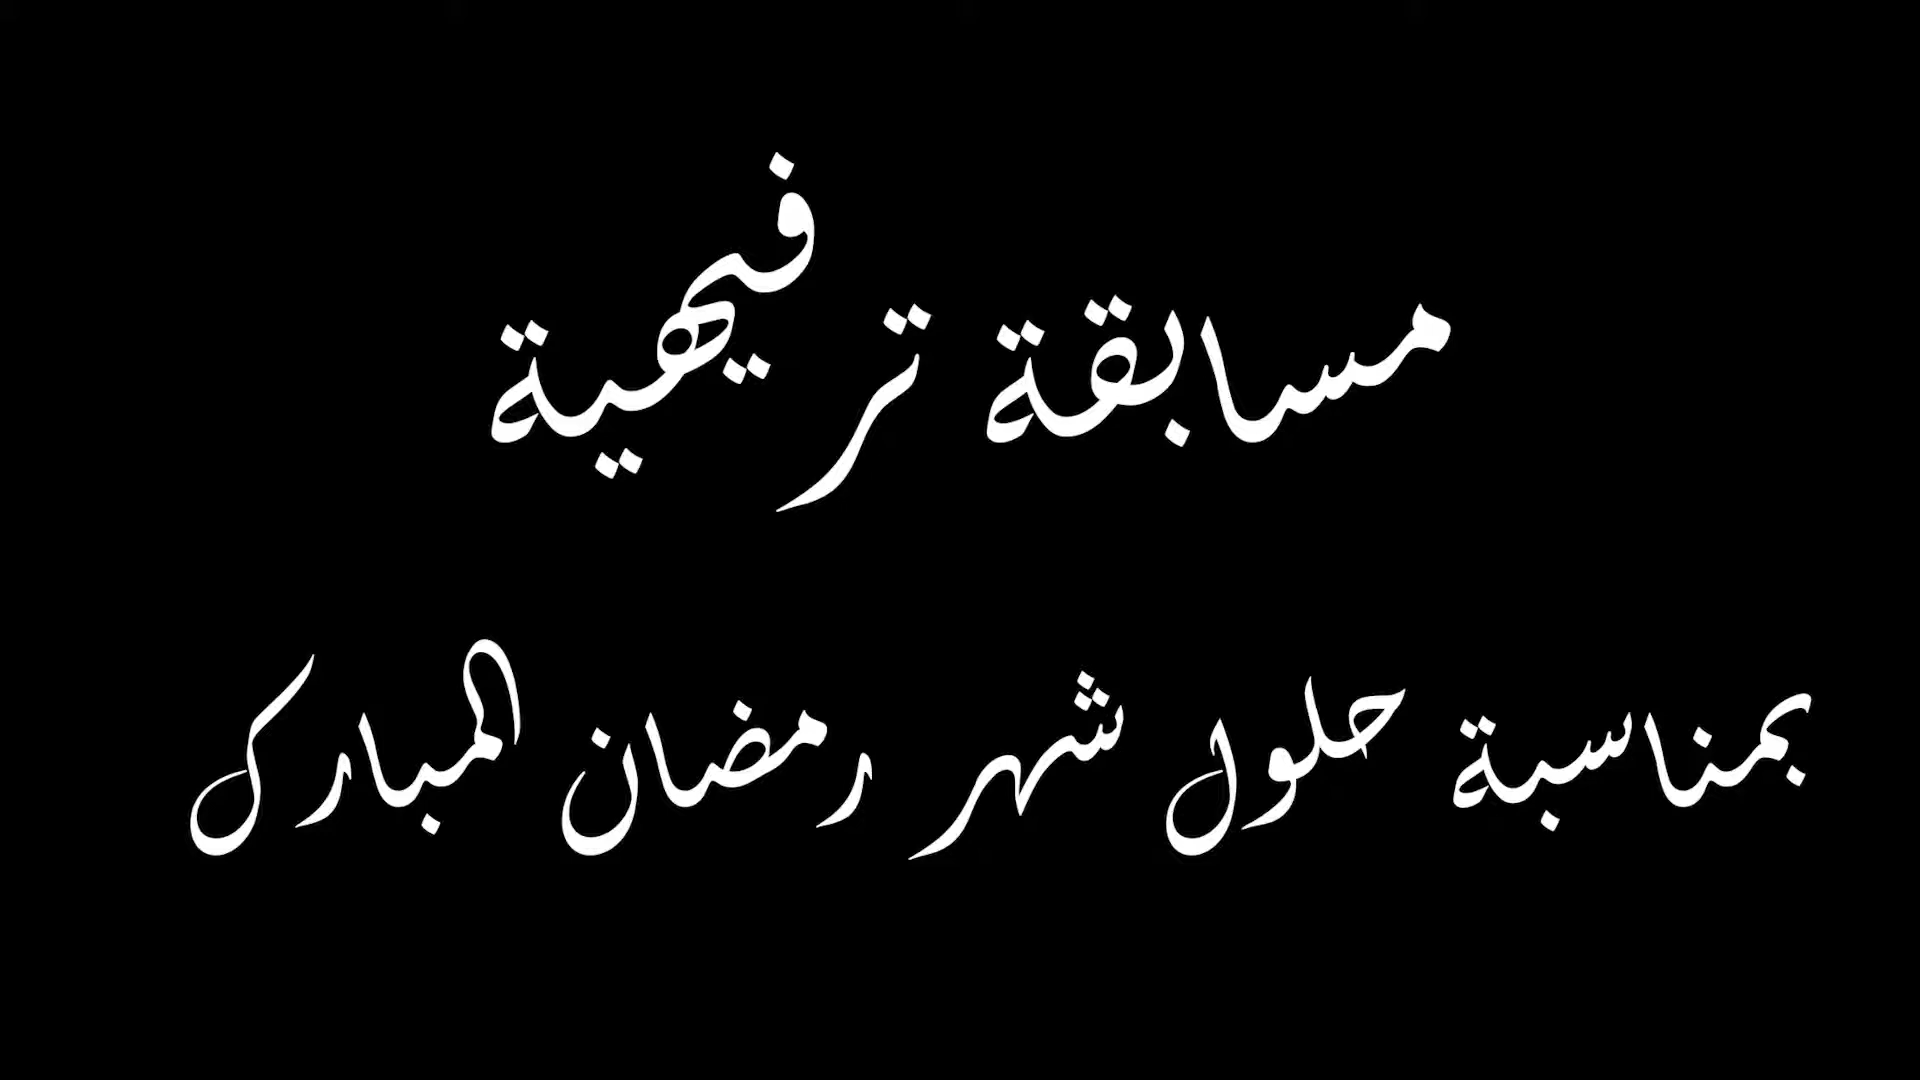 مسابقة ترفيهية
بمناسبة حلول شهر رمضان المبارك